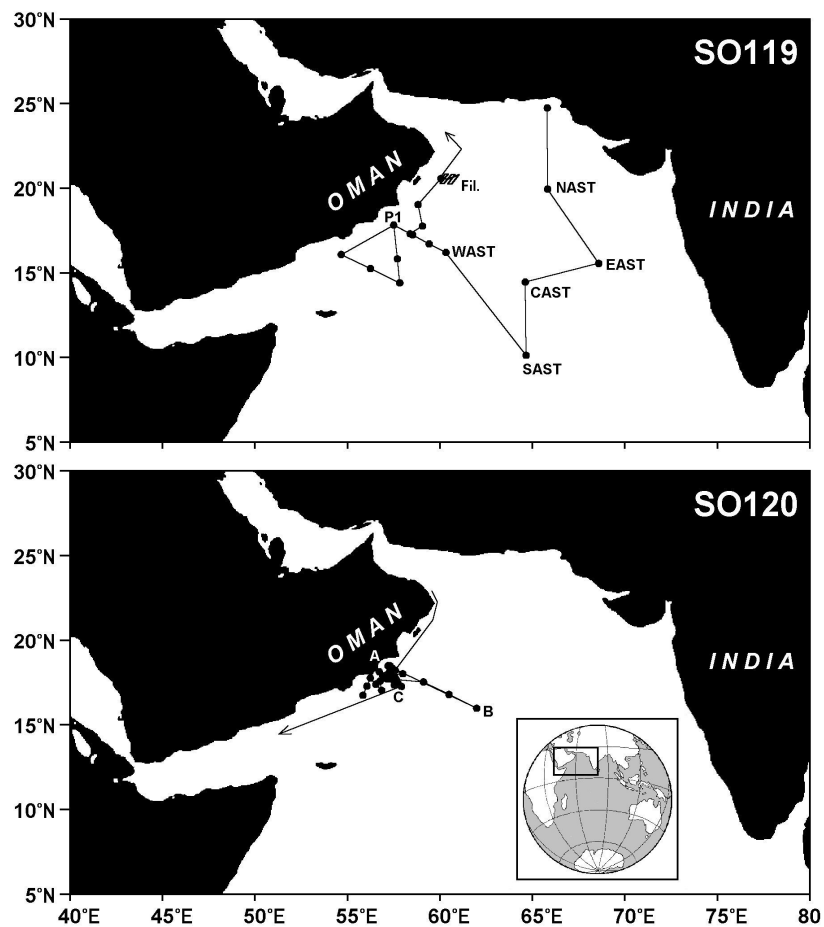 30°N
SO119
25°N
OMAN
20°N
Fil.
NAST
INDIA
P1
WAST
EAST
15°N
CAST
10°N
SAST
5°N
30°N
SO120
25°N
20°N
OMAN
A
INDIA
C
B
15°N
10°N
5°N
40°E 45°E 50°E 55°E 60°E 65°E 70°E 75°E 80